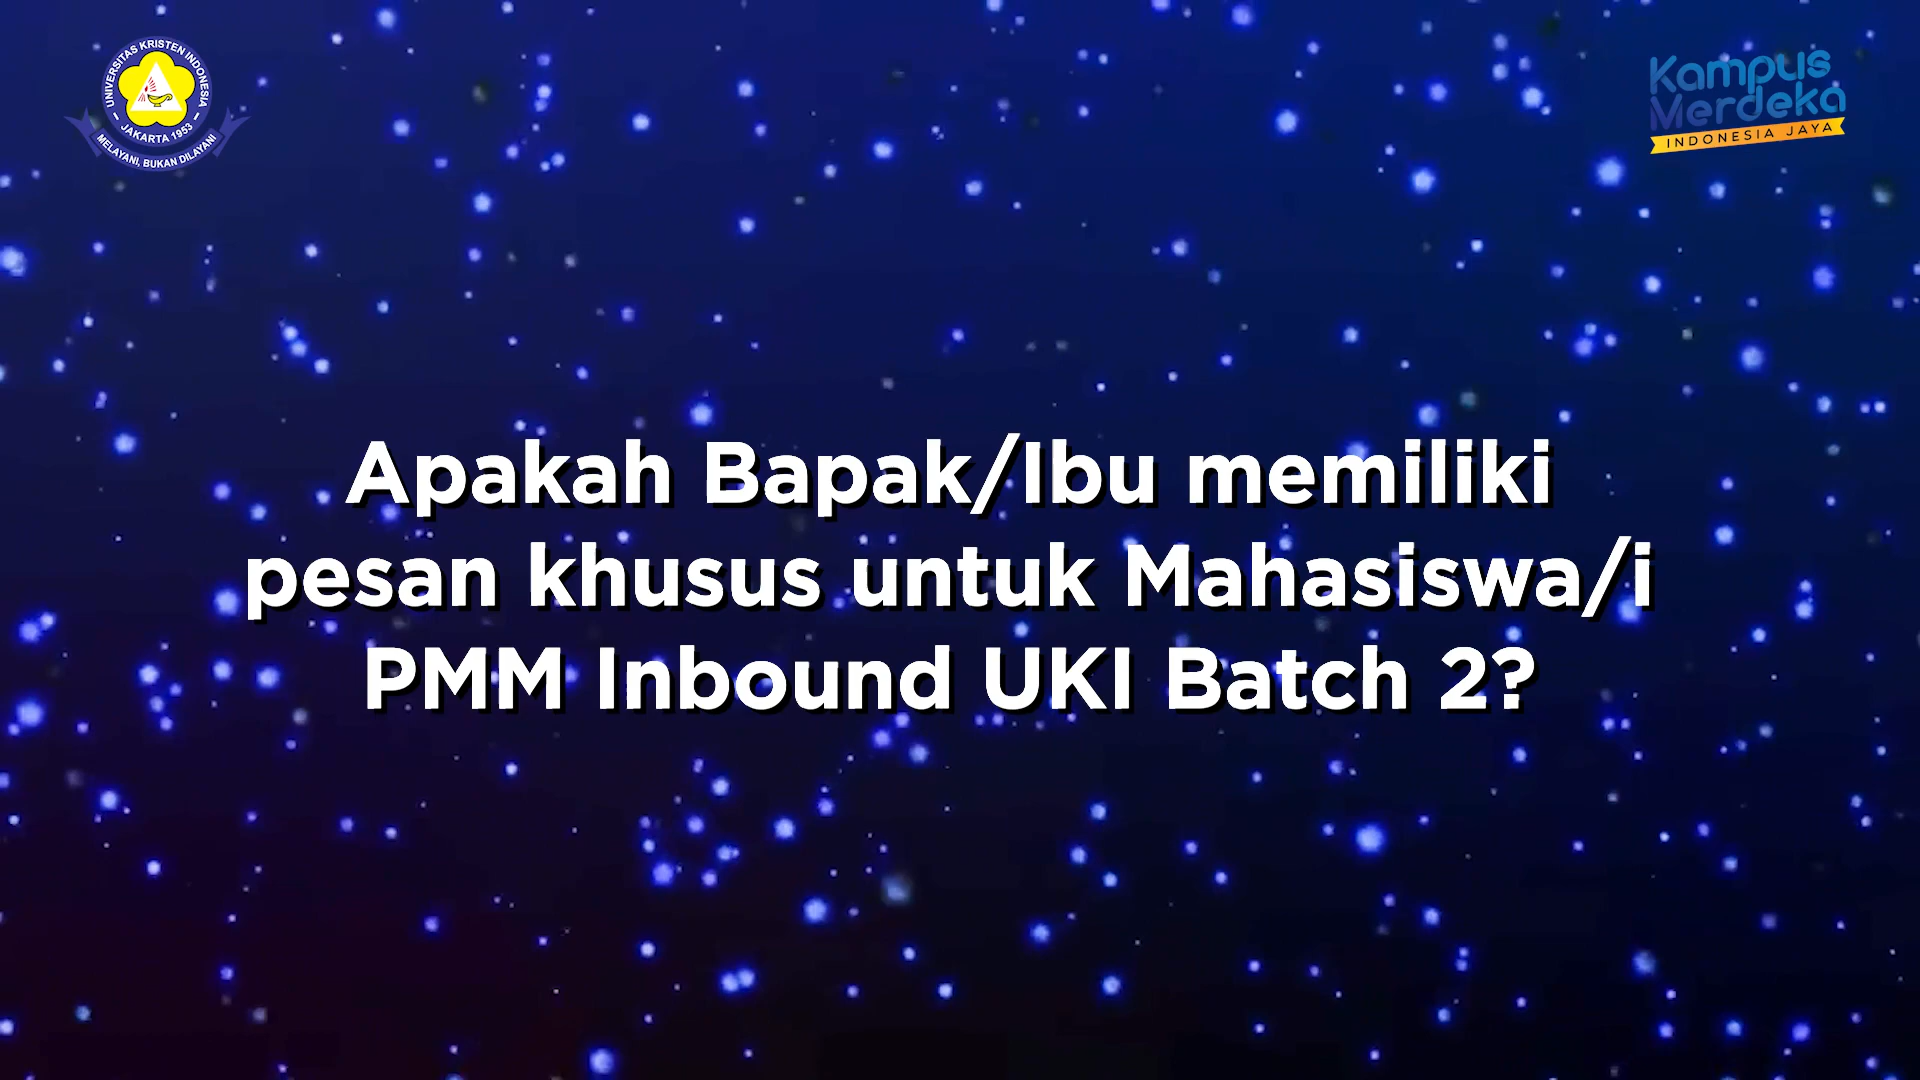 UNIVERSITAS KRISTEN INDONESIA
JAKARTA 1953
MELAYANI, BUKAN DILAYANI
Kampus
Merdeka
INDONESIA JAYA
Apakah Bapak/Ibu memiliki
pesan khusus untuk Mahasiswa/i
PMM Inbound UKI Batch 2?